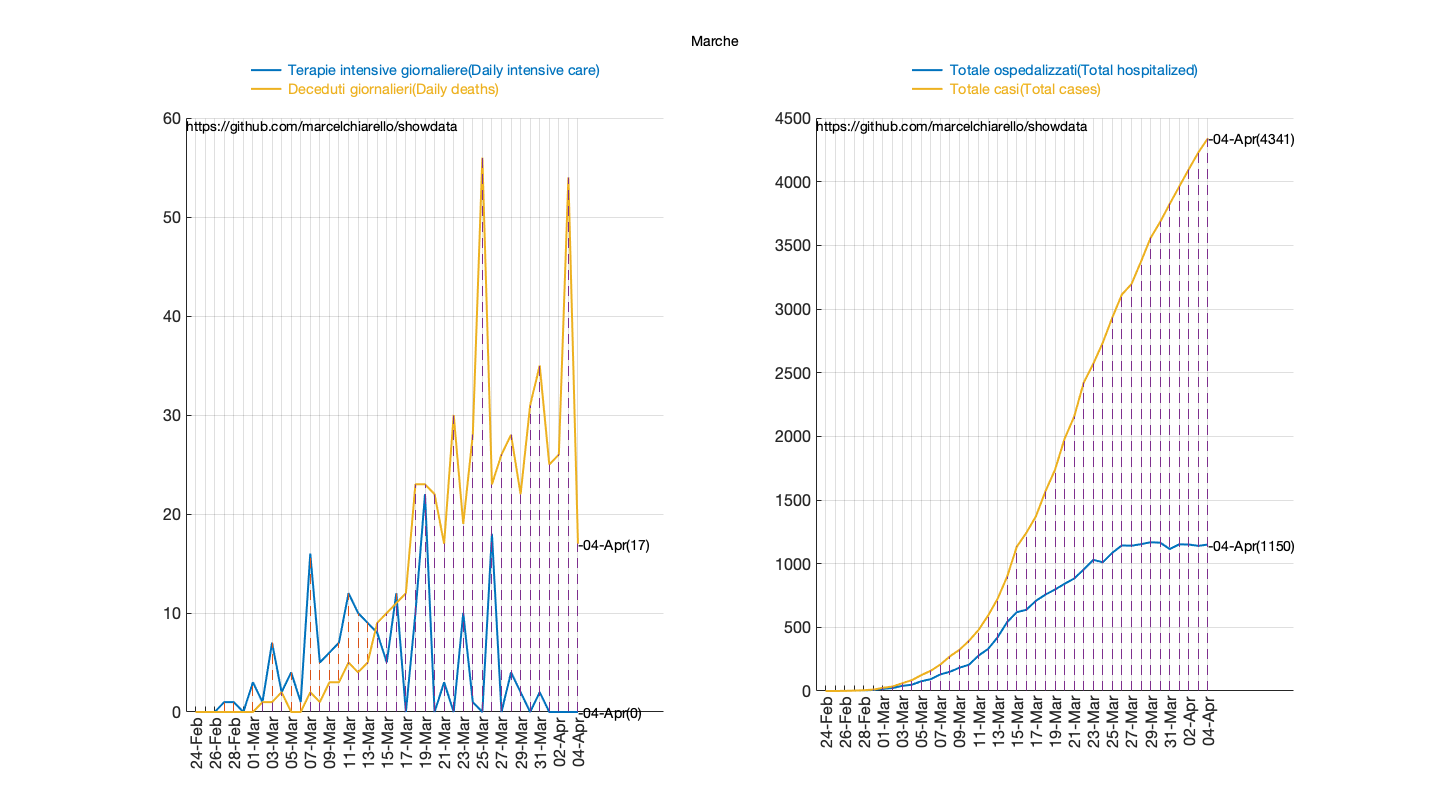 Marche
Terapie intensive giornaliere(Daily intensive care)
Deceduti giornalieri(Daily deaths)
60
https://github.com/marcelchiarello/showdata
50
40
30
20
10
0
-04-Apr(17)
-04-Apr(0)
24-Feb
26-Feb
28-Feb
01-Mar
03-Mar
05-Mar
07-Mar
09-Mar
11-Mar
13-Mar
15-Mar
17-Mar
19-Mar
21-Mar
23-Mar
25-Mar
27-Mar
29-Mar
31-Mar
02-Apr
04-Apr
Totale ospedalizzati(Total hospitalized)
Totale casi(Total cases)
4500
https://github.com/marcelchiarello/showdata
4000
3500
3000
2500
2000
1500
1000
500
0
-04-Apr(4341)
-04-Apr(1150)
24-Feb
26-Feb
28-Feb
01-Mar
03-Mar
05-Mar
07-Mar
09-Mar
11-Mar
13-Mar
15-Mar
17-Mar
19-Mar
21-Mar
23-Mar
25-Mar
27-Mar
29-Mar
31-Mar
02-Apr
04-Apr